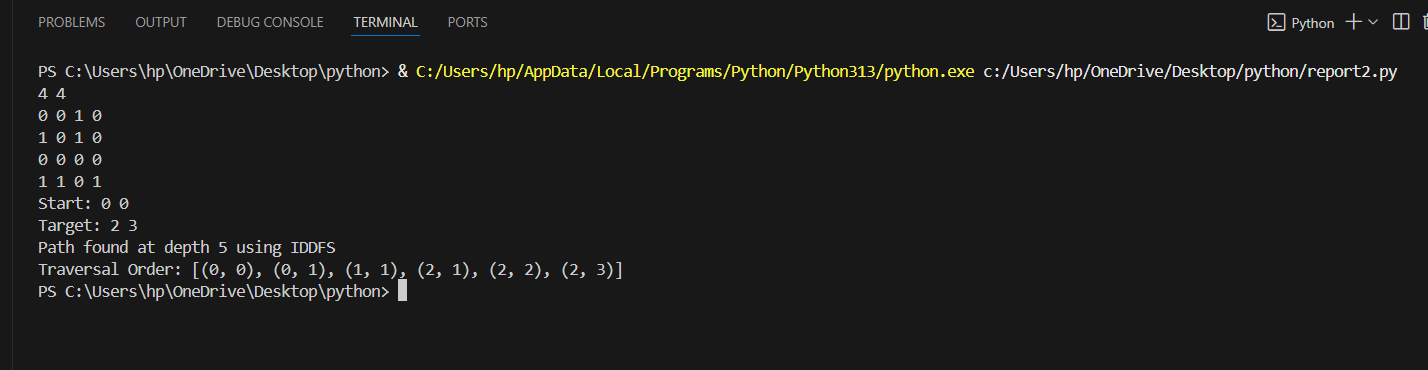 PROBLEMS OUTPUT DEBUG CONSOLE TERMINAL PORTS Python
PS C:\Users\hp\OneDrive\Desktop\python> & C:/Users/hp/AppData/Local/Programs/Python/Python313/python.exe c:/Users/hp/OneDrive/Desktop/python/report2.py
4 4
0 0 1 0
1 0 1 0
0 0 0 0
1 1 0 1
Start: 0 0
Target: 2 3
Path found at depth 5 using IDDFS
Traversal Order: [(0, 0), (0, 1), (1, 1), (2, 1), (2, 2), (2, 3)]
PS C:\Users\hp\OneDrive\Desktop\python>